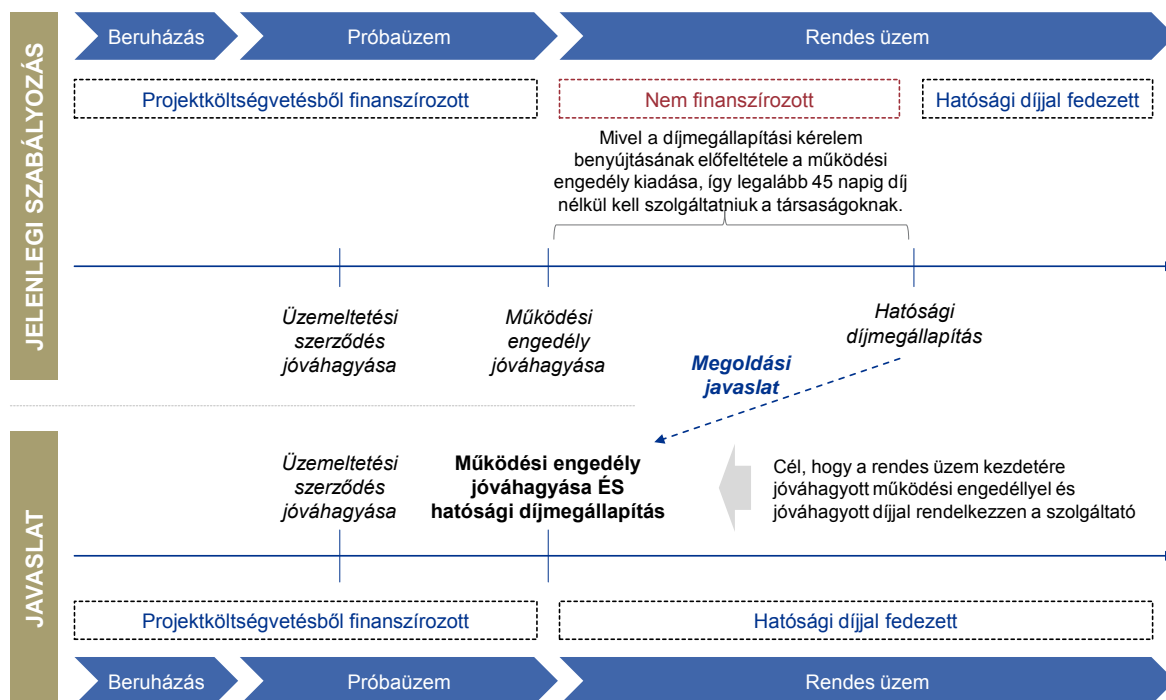 JELENLEGI SZABÁLYOZÁS
Beruházás
Próbaüzem
Rendes üzem
Projektköltségvetésből finanszírozott
Nem finanszírozott
Hatósági díjjal fedezett
Mivel a díjmegállapítási kérelem
benyújtásának előfeltétele a működési
engedély kiadása, így legalább 45 napig díj
nélkül kell szolgáltatniuk a társaságoknak.
Üzemeltetési
szerződés
jóváhagyása
Működési
engedély
jóváhagyása
Hatósági
díjmegállapítás
Megoldási
javaslat
JAVASLAT
Üzemeltetési
szerződés
jóváhagyása
Működési engedély
jóváhagyása ÉS
hatósági díjmegállapítás
Cél, hogy a rendes üzem kezdetére
jóváhagyott működési engedéllyel és
jóváhagyott díjjal rendelkezzen a szolgáltató
Projektköltségvetésből finanszírozott
Hatósági díjjal fedezett
Beruházás
Próbaüzem
Rendes üzem